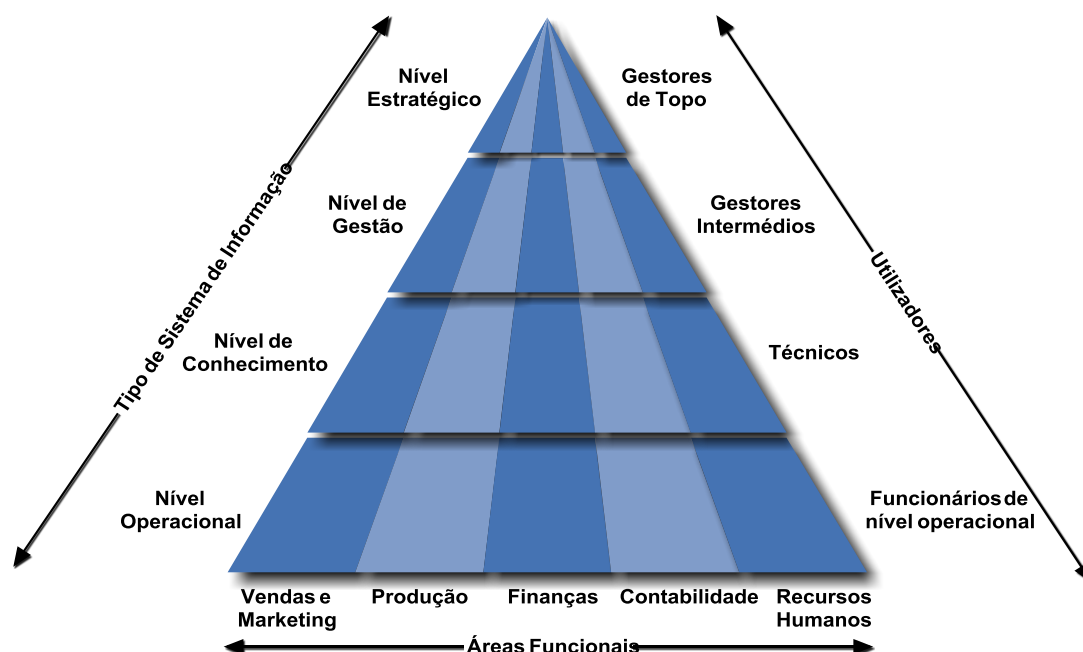 Nível
Estratégico
Gestores
de Topo
Tipo de Sistema de Informação
Nível de
Gestão
Gestores
Intermédios
Utilizadores
Nível de
Conhecimento
Técnicos
Nível
Operacional
Funcionários de
nível operacional
Vendas e
Marketing
Produção
Finanças
Contabilidade
Recursos
Humanos
Áreas Funcionais